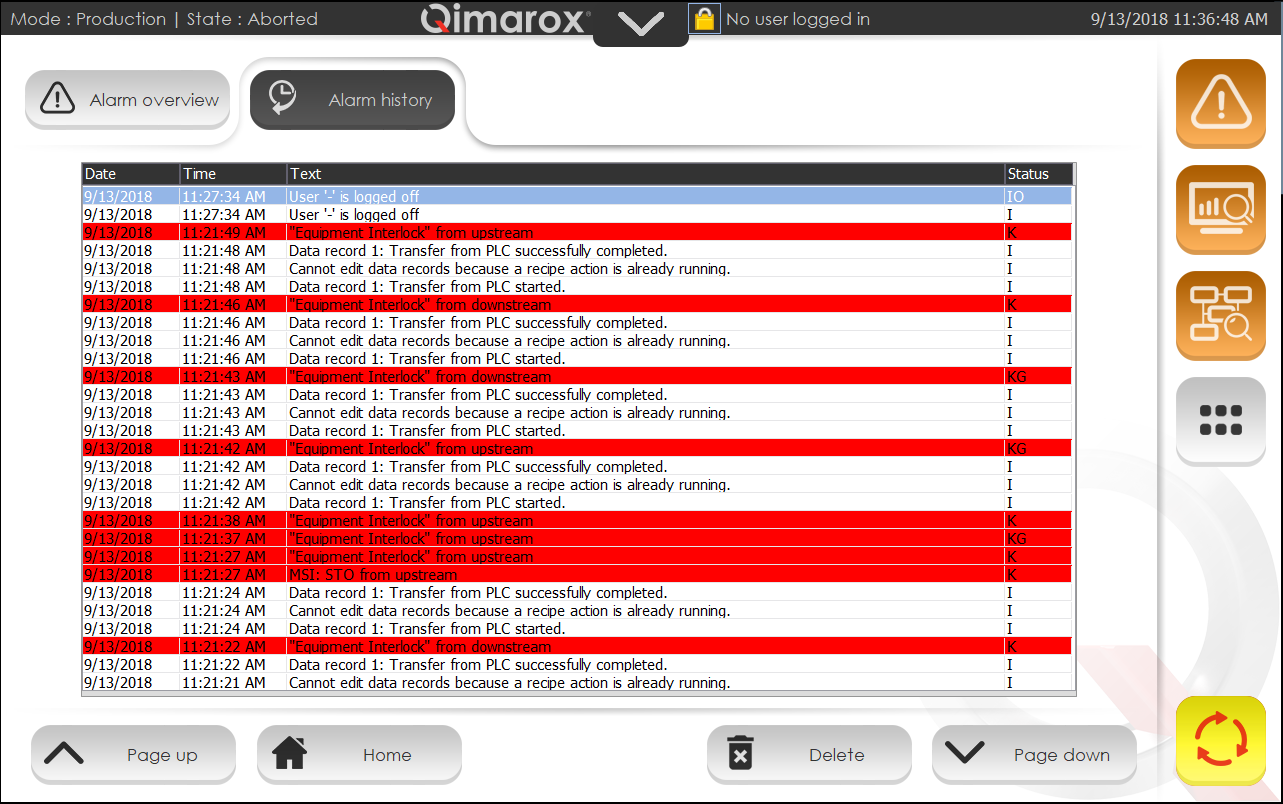 Mode : Production | State : Aborted Qimarox® No user logged in 9/13/2018 11:36:48 AM
Alarm overview Alarm history
Date Time Text Status
9/13/2018 11:27:34 AM User '-' is logged off IO
9/13/2018 11:27:34 AM User '-' is logged off I
9/13/2018 11:21:49 AM "Equipment Interlock" from upstream K
9/13/2018 11:21:48 AM Data record 1: Transfer from PLC successfully completed. I
9/13/2018 11:21:48 AM Cannot edit data records because a recipe action is already running. I
9/13/2018 11:21:48 AM Data record 1: Transfer from PLC started. I
9/13/2018 11:21:46 AM "Equipment Interlock" from downstream K
9/13/2018 11:21:46 AM Data record 1: Transfer from PLC successfully completed. I
9/13/2018 11:21:46 AM Cannot edit data records because a recipe action is already running. I
9/13/2018 11:21:46 AM Data record 1: Transfer from PLC started. I
9/13/2018 11:21:43 AM "Equipment Interlock" from downstream KG
9/13/2018 11:21:43 AM Data record 1: Transfer from PLC successfully completed. I
9/13/2018 11:21:43 AM Cannot edit data records because a recipe action is already running. I
9/13/2018 11:21:43 AM Data record 1: Transfer from PLC started. I
9/13/2018 11:21:42 AM "Equipment Interlock" from upstream KG
9/13/2018 11:21:42 AM Data record 1: Transfer from PLC successfully completed. I
9/13/2018 11:21:42 AM Cannot edit data records because a recipe action is already running. I
9/13/2018 11:21:42 AM Data record 1: Transfer from PLC started. I
9/13/2018 11:21:38 AM "Equipment Interlock" from upstream K
9/13/2018 11:21:37 AM "Equipment Interlock" from upstream KG
9/13/2018 11:21:27 AM "Equipment Interlock" from upstream K
9/13/2018 11:21:27 AM MSI: STO from upstream K
9/13/2018 11:21:24 AM Data record 1: Transfer from PLC successfully completed. I
9/13/2018 11:21:24 AM Cannot edit data records because a recipe action is already running. I
9/13/2018 11:21:24 AM Data record 1: Transfer from PLC started. I
9/13/2018 11:21:22 AM "Equipment Interlock" from downstream K
9/13/2018 11:21:22 AM Data record 1: Transfer from PLC successfully completed. I
9/13/2018 11:21:21 AM Cannot edit data records because a recipe action is already running. I
Page up Home Delete Page down